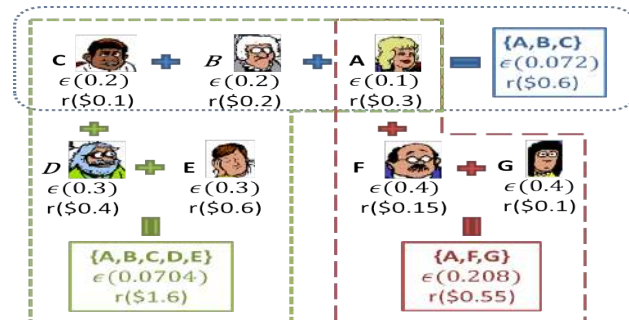 C B A {A,B,C}
ϵ(0.2) ϵ(0.2) ϵ(0.1) ϵ(0.072)
r($0.1) r($0.2) r($0.3) r($0.6)
D E F G
ϵ(0.3) ϵ(0.3) ϵ(0.4) ϵ(0.4)
r($0.4) r($0.6) r($0.15) r($0.1)
{A,B,C,D,E} {A,F,G}
ϵ(0.0704) ϵ(0.208)
r($1.6) r($0.55)